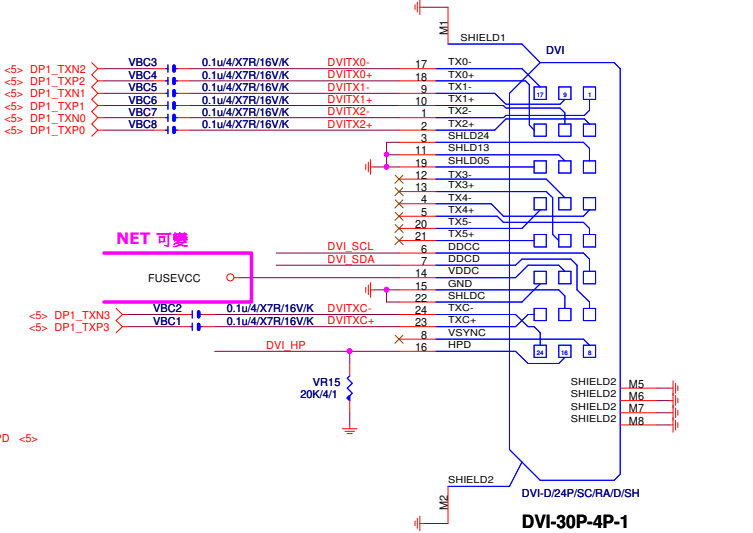 M1
SHIELD1
DVI
<5> DP1_TXN2 VBC3 0.1u/4/X7R/16V/K DVITX0- 17 TX0-
<5> DP1_TXP2 VBC4 0.1u/4/X7R/16V/K DVITX0+ 18 TX0+
<5> DP1_TXN1 VBC5 0.1u/4/X7R/16V/K DVITX1- 9 TX1- 17 9 1
<5> DP1_TXP1 VBC6 0.1u/4/X7R/16V/K DVITX1+ 10 TX1+
<5> DP1_TXN0 VBC7 0.1u/4/X7R/16V/K DVITX2- 1 TX2-
<5> DP1_TXP0 VBC8 0.1u/4/X7R/16V/K DVITX2+ 2 TX2+
3 SHLD24
11 SHLD13
19 SHLD05
12 TX3-
13 TX3+
4 TX4-
5 TX4+
20 TX5-
21 TX5+
NET 可變
DVI_SCL 6 DDCC
DVI_SDA 7 DDCD
FUSEVCC 14 VDDC
15 GND
22 SHLDC
<5> DP1_TXN3 VBC2 0.1u/4/X7R/16V/K DVITXC- 24 TXC-
<5> DP1_TXP3 VBC1 0.1u/4/X7R/16V/K DVITXC+ 23 TXC+
8 VSYNC
DVI_HP 16 HPD 24 16 8
VR15
20K/4/1
SHIELD2 M5
SHIELD2 M6
SHIELD2 M7
SHIELD2 M8
PD <5>
SHIELD2
M2
DVI-D/24P/SC/RA/D/SH
DVI-30P-4P-1